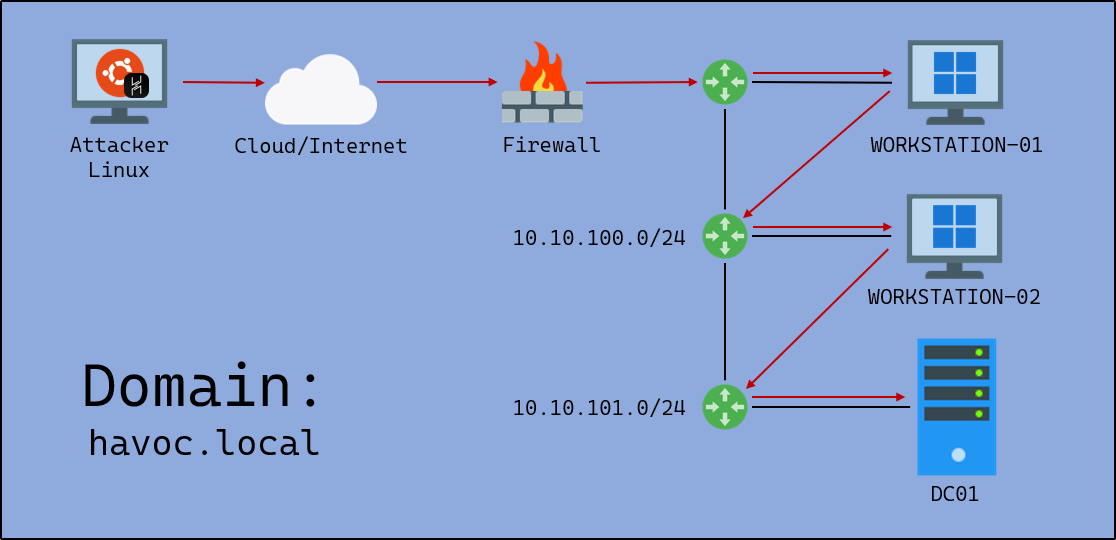 Attacker
Linux
Cloud/Internet
Firewall
WORKSTATION-01
10.10.100.0/24
WORKSTATION-02
Domain:
havoc.local
10.10.101.0/24
DC01